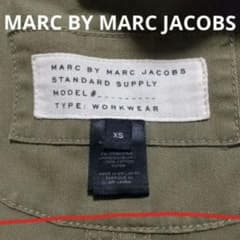 MARC BY MARC JACOBS
MARC BY MARC JACOBS
STANDARD SUPPLY
MODEL #
TYPE: WORKWEAR
XS